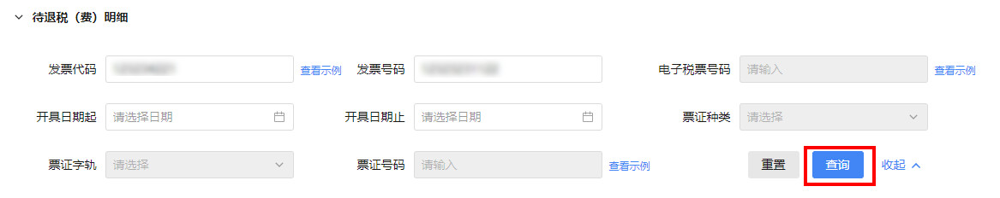 待退税（费）明细
发票代码 查看示例 发票号码 电子税票号码 请输入 查看示例
开具日期起 请选择日期 开具日期止 请选择日期 票证种类 请选择
票证字轨 请选择 票证号码 请输入 查看示例 重置 查询 收起